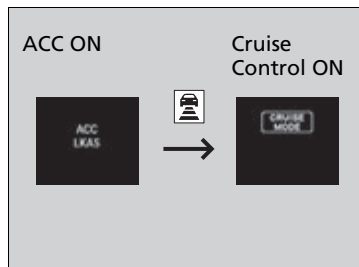 ACC ON
Cruise
Control ON
ACC
LKAS
CRUISE
MODE